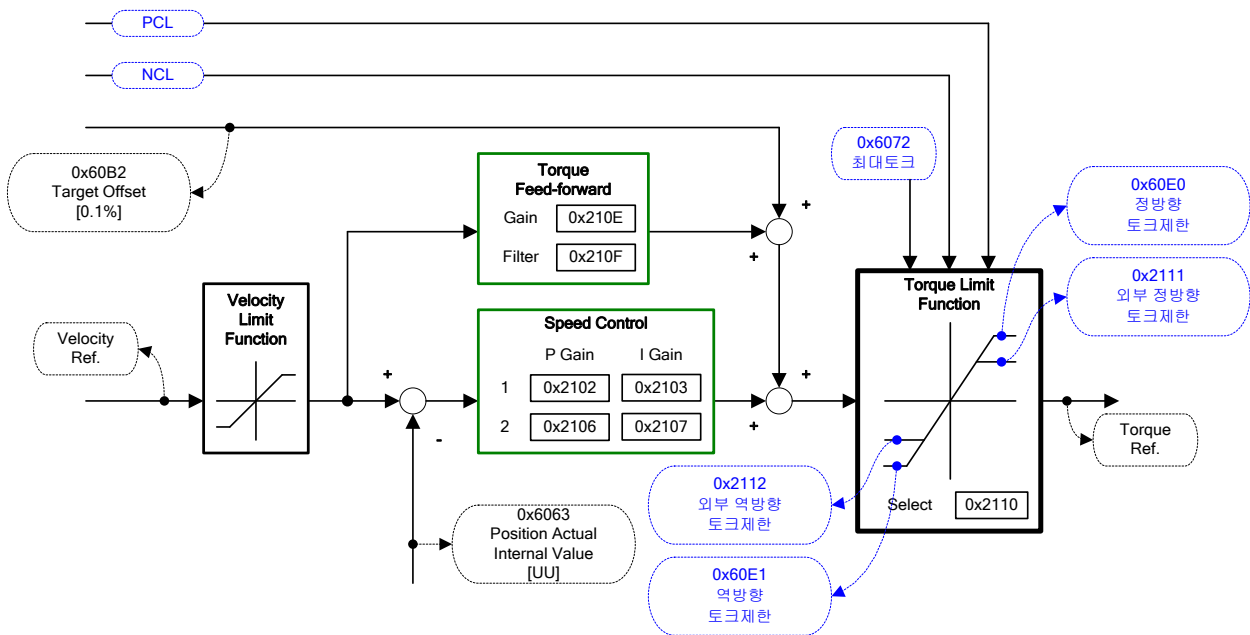 PCL
NCL
0x60B2
Target Offset
[0.1%]
Torque
Feed-forward
Gain 0x210E
Filter 0x210F
+
+
0x6072
최대토크
0x60E0
정방향
토크제한
0x2111
외부 정방향
토크제한
Velocity
Ref.
Velocity
Limit
Function
+
-
Speed Control
P Gain I Gain
1 0x2102 0x2103
2 0x2106 0x2107
+
+
Torque Limit
Function
Select 0x2110
Torque
Ref.
0x2112
외부 역방향
토크제한
0x6063
Position Actual
Internal Value
[UU]
0x60E1
역방향
토크제한